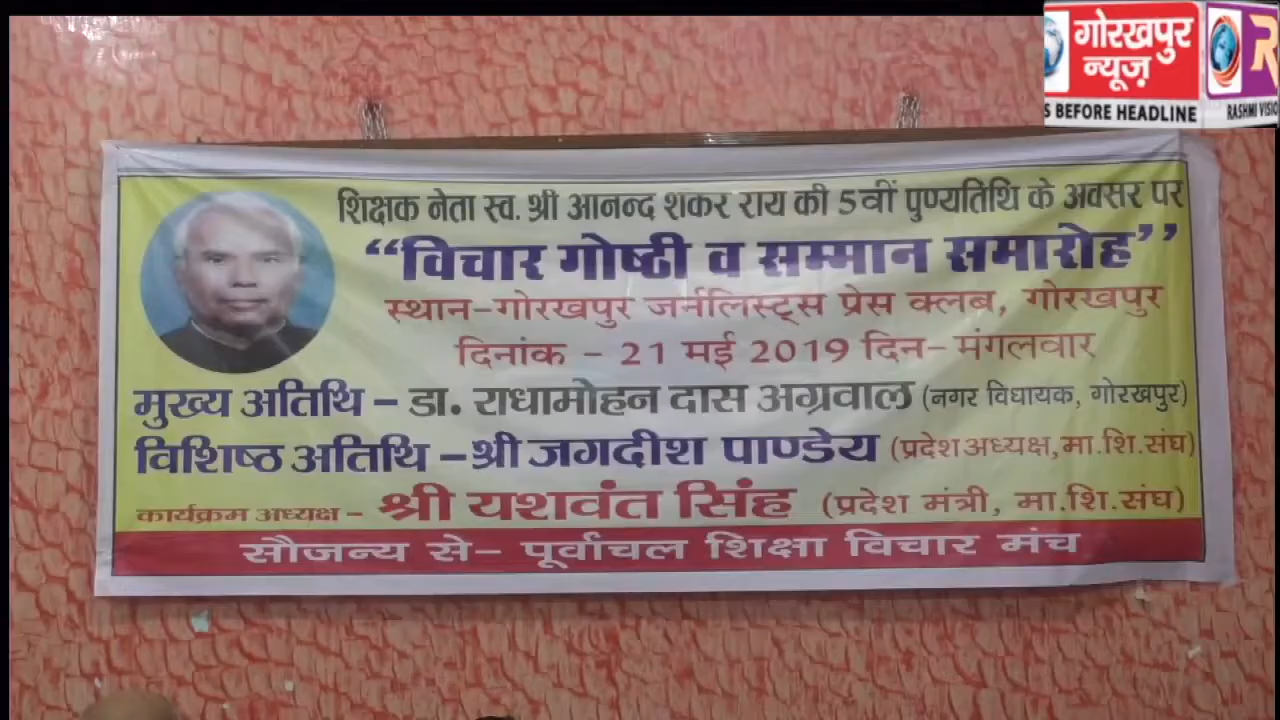 गोरखपुर
न्यूज़
S BEFORE HEADLINE
R
RASHMI VISIO
शिक्षक नेता स्व. श्री आनन्द शकर राय की 5वीं पुण्यतिथि के अवसर पर
“विचार गोष्ठी व सम्मान समारोह”
स्थान-गोरखपुर जर्नलिस्ट्स प्रेस क्लब, गोरखपुर
दिनांक - 21 मई 2019 दिन- मंगलवार
मुख्य अतिथि - डा. राधामोहन दास अग्रवाल (नगर विधायक, गोरखपुर)
विशिष्ठ अतिथि - श्री जगदीश पाण्डेय (प्रदेश अध्यक्ष, मा.शि.संघ)
कार्यक्रम अध्यक्ष - श्री यशवंत सिंह (प्रदेश मंत्री, मा.शि.संघ)
सौजन्य से- पूर्वांचल शिक्षा विचार मंच